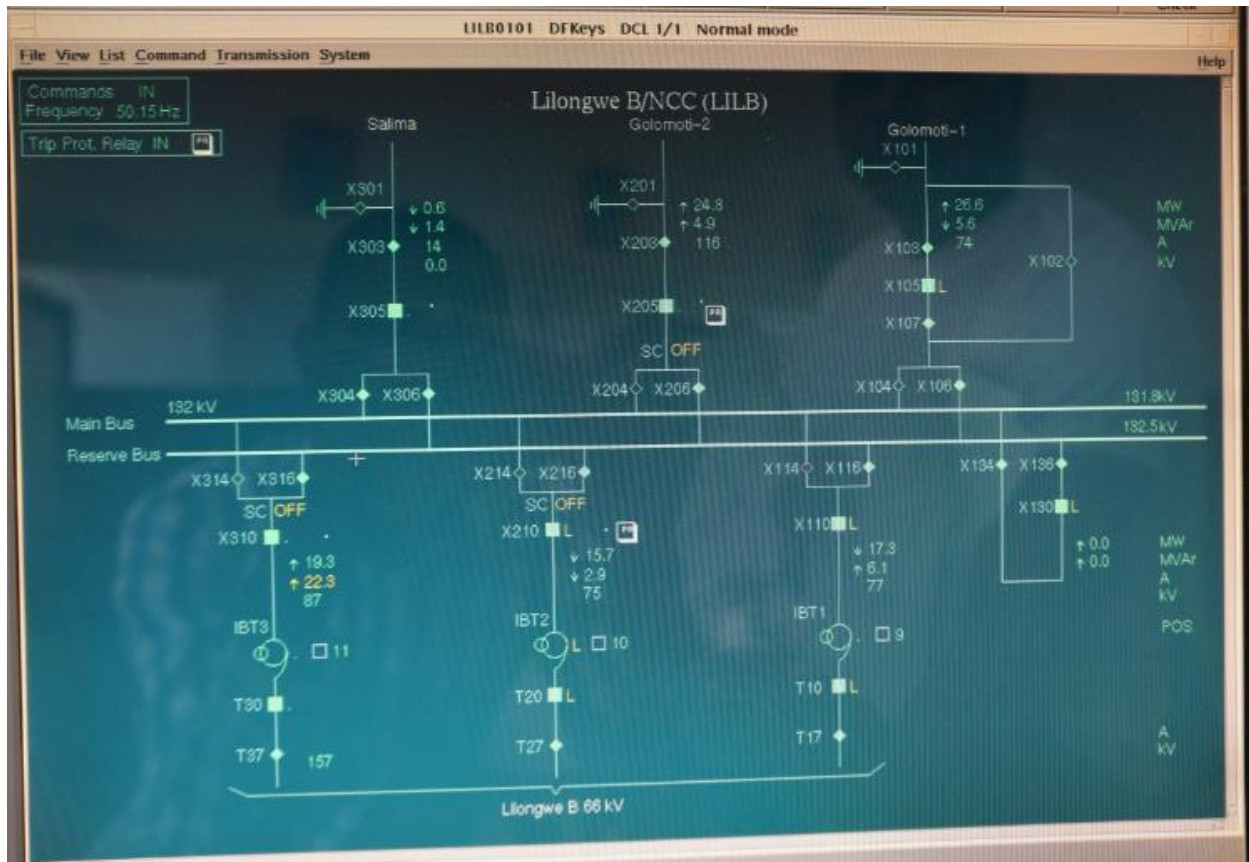 Check
LILB0101 DFKeys DCL 1/1 Normal mode
File View List Command Transmission System Help
Commands IN
Frequency 50.15 Hz
Trip Prot. Relay IN PR
Lilongwe B/NCC (LILB)
Salima Golomoti-2 Golomoti-1
X301 X201 X101
↓ 0.6 ↑ 24.8 ↑ 26.6 MW
↓ 1.4 ↑ 4.9 ↓ 5.6 MVAr
X303 14 X203 116 X103 74 A
0.0 X102 kV
X305 X205 PR X105 L
X107
SC OFF
X304 X306 X204 X206 X104 X106
132 kV 131.8kV
Main Bus
132.5kV
Reserve Bus
X314 X316 X214 X216 X114 X116 X134 X136
SC OFF SC OFF
X310 X210 L PR X110 L X130 L
↑ 19.3 ↓ 15.7 ↓ 17.3 ↑ 0.0 MW
↑ 22.3 ↓ 2.9 ↑ 6.1 ↑ 0.0 MVAr
87 75 77 A
kV
IBT3 IBT2 IBT1 POS
11 L 10 9
T30 T20 L T10 L
T37 157 T27 T17 A
kV
Lilongwe B 66 kV